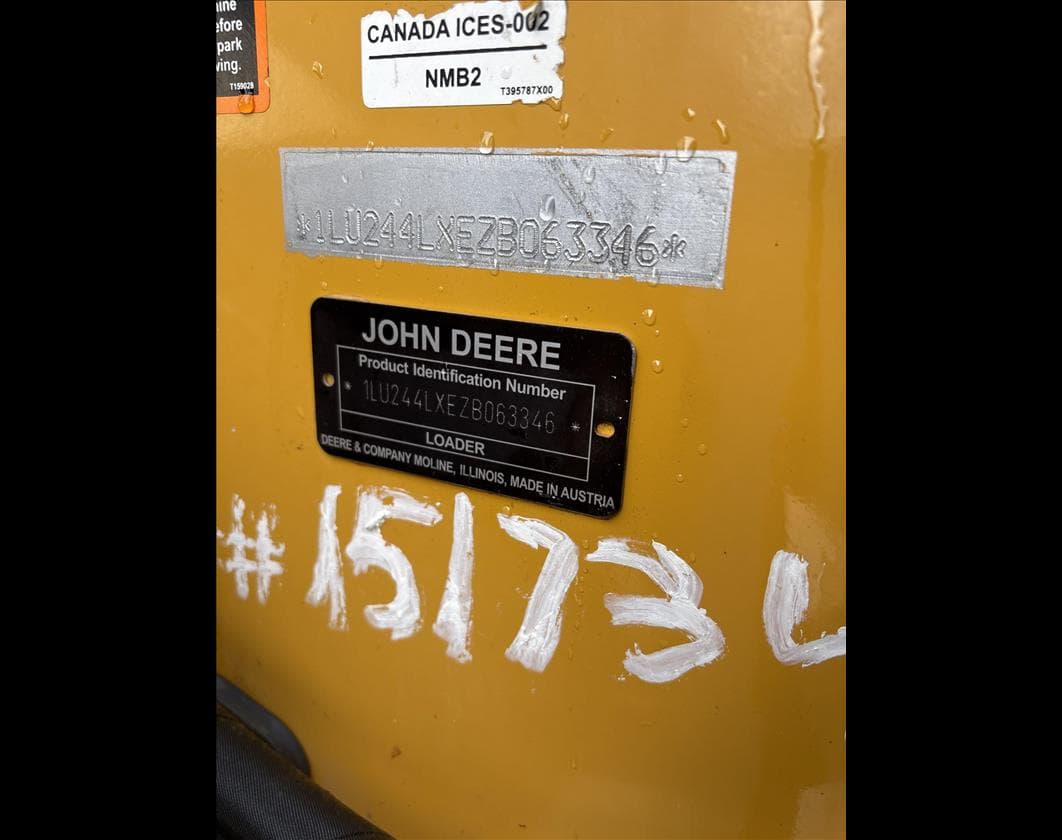 ine
efore
park
ving.
T159028
CANADA ICES-002
NMB2
T395787X00
*1LU244LXEZB063346*
JOHN DEERE
Product Identification Number
* 1LU244LXEZB063346 *
LOADER
DEERE & COMPANY MOLINE, ILLINOIS, MADE IN AUSTRIA
#15173 L